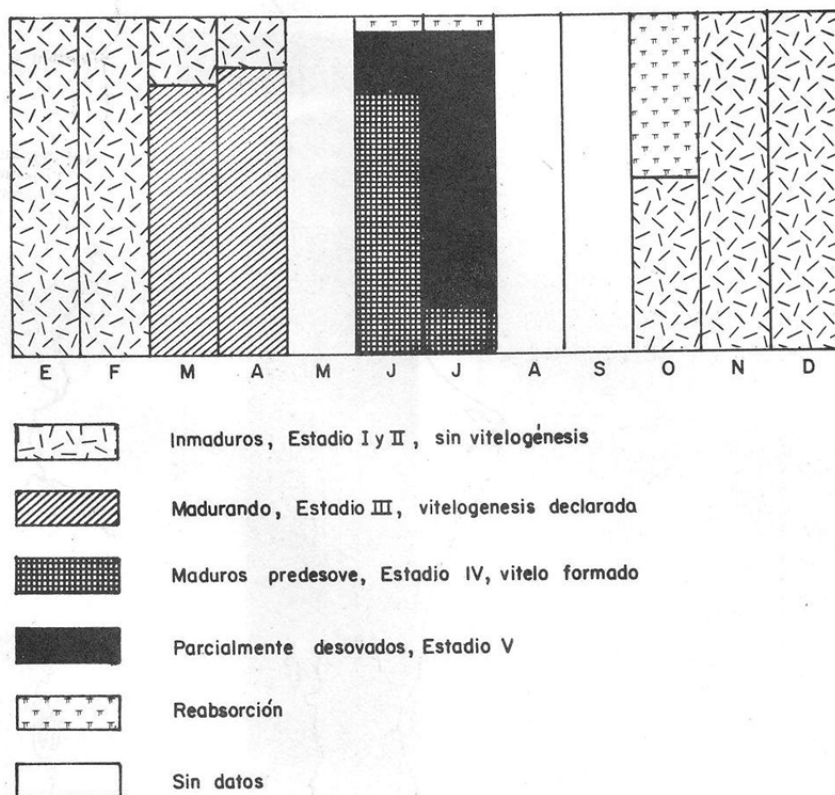 E F M A M J J A S O N D
Inmaduros, Estadio I y II, sin vitelogénesis
Madurando, Estadio III, vitelogenesis declarada
Maduros predesove, Estadio IV, vitelo formado
Parcialmente desovados, Estadio V
Reabsorción
Sin datos